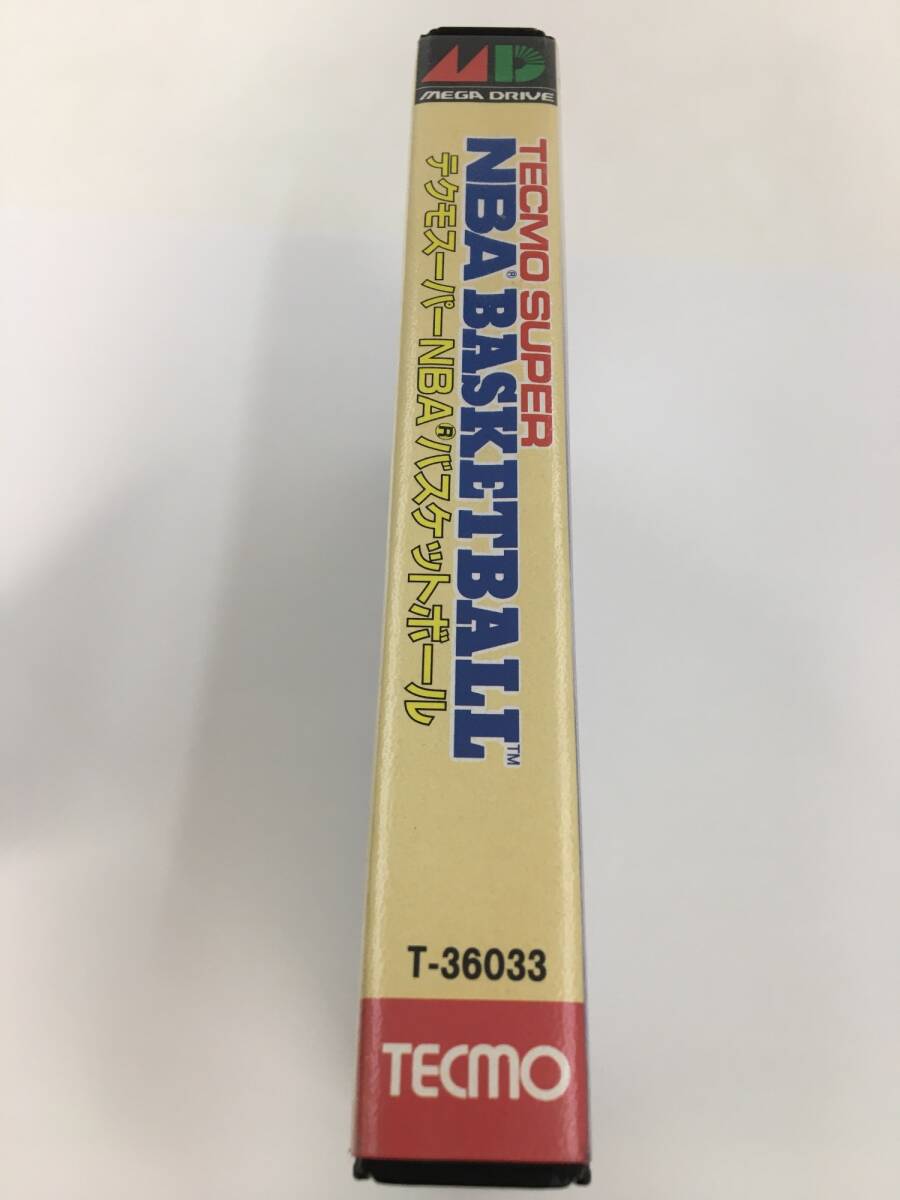 MD
MEGA DRIVE
TECMO SUPER
NBA® BASKETBALL™
テクモスーパーNBA®バスケットボール
T-36033
TECMO